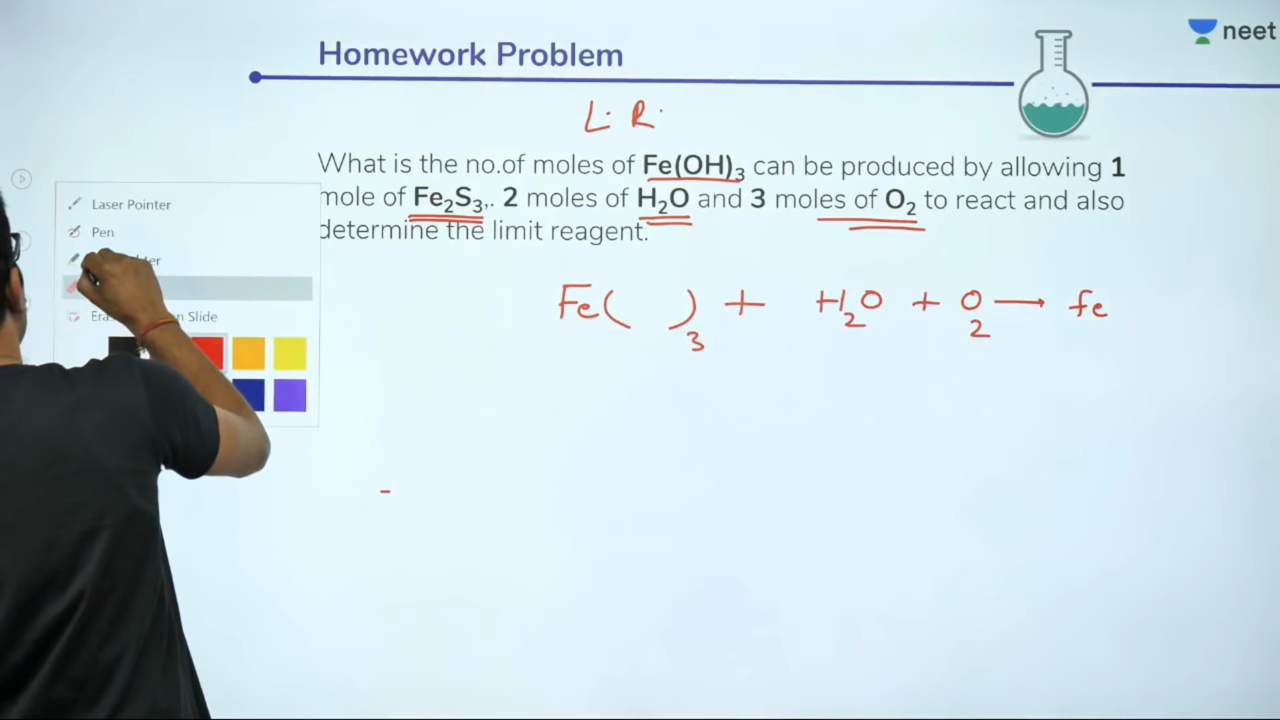 neet
Homework Problem
L. R.
What is the no.of moles of Fe(OH)3 can be produced by allowing 1
mole of Fe2S3,. 2 moles of H2O and 3 moles of O2 to react and also
determine the limit reagent.
Laser Pointer
Pen
Fe( )3 + H2O + O2 → fe